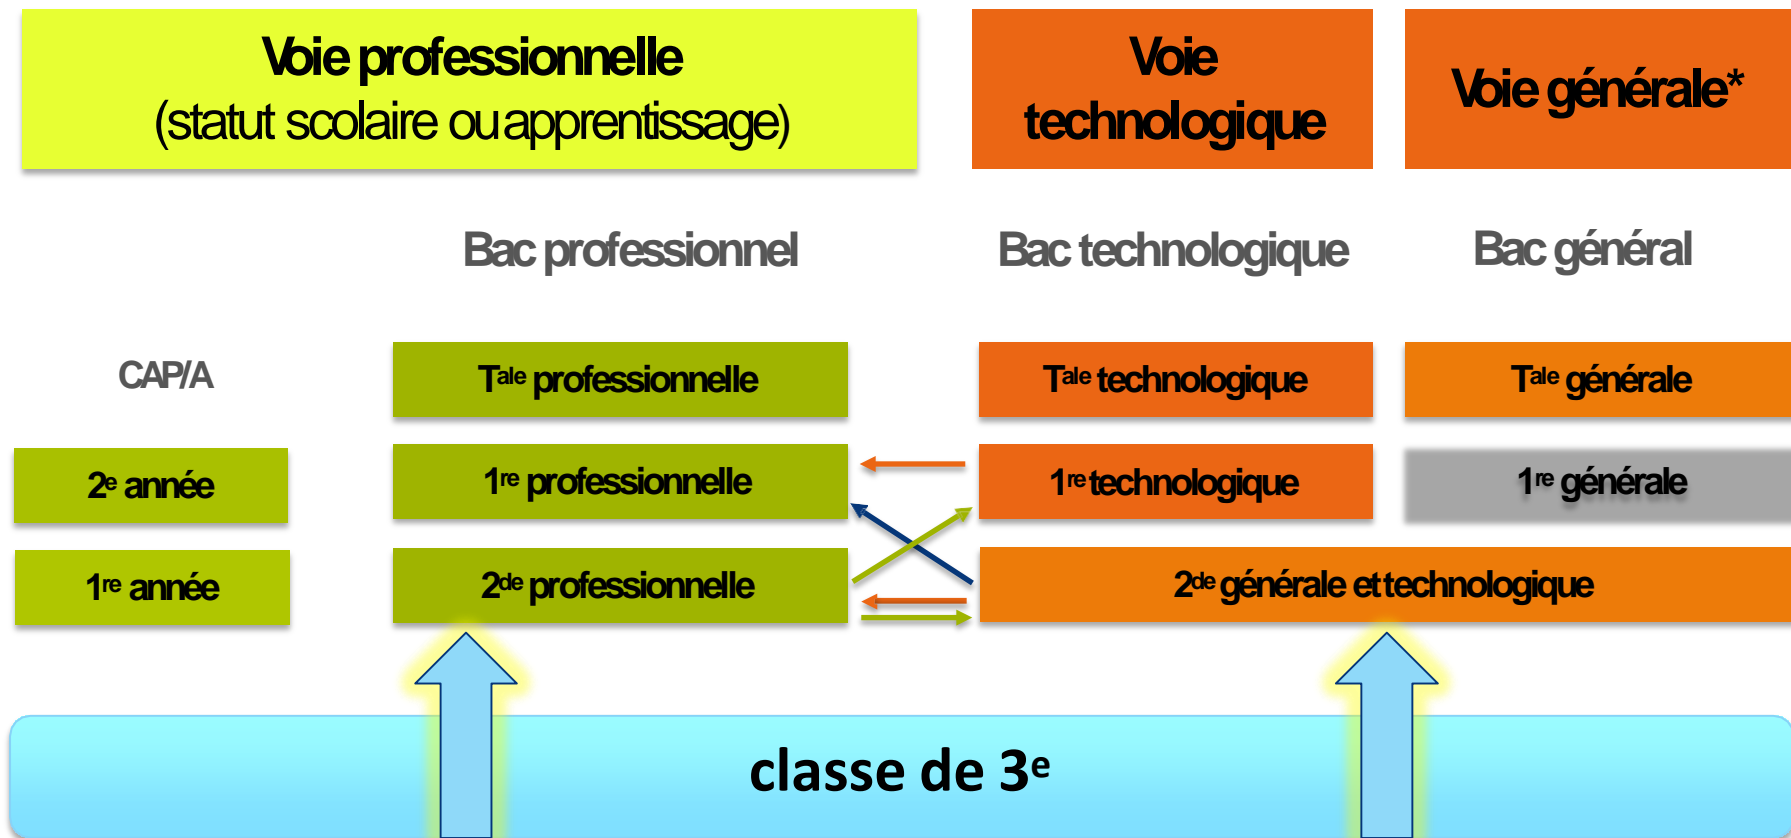 Voie professionnelle
(statut scolaire ou apprentissage)
Voie
technologique
Voie générale*
Bac professionnel
Bac technologique
Bac général
CAP/A
Tale professionnelle
Tale technologique
Tale générale
2e année
1re professionnelle
1re technologique
1re générale
1re année
2de professionnelle
2de générale et technologique
classe de 3e